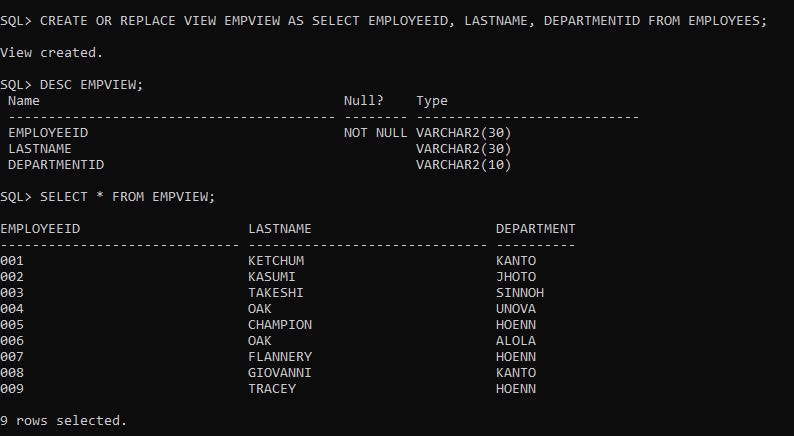 SQL> CREATE OR REPLACE VIEW EMPVIEW AS SELECT EMPLOYEEID, LASTNAME, DEPARTMENTID FROM EMPLOYEES;
View created.
SQL> DESC EMPVIEW;
Name                                      Null?    Type
----------------------------------------- -------- ----------------------------
EMPLOYEEID                                NOT NULL VARCHAR2(30)
LASTNAME                                           VARCHAR2(30)
DEPARTMENTID                                       VARCHAR2(10)
SQL> SELECT * FROM EMPVIEW;
EMPLOYEEID                     LASTNAME                       DEPARTMENT
------------------------------ ------------------------------ ----------
001                            KETCHUM                        KANTO
002                            KASUMI                         JHOTO
003                            TAKESHI                        SINNOH
004                            OAK                            UNOVA
005                            CHAMPION                       HOENN
006                            OAK                            ALOLA
007                            FLANNERY                       HOENN
008                            GIOVANNI                       KANTO
009                            TRACEY                         HOENN
9 rows selected.